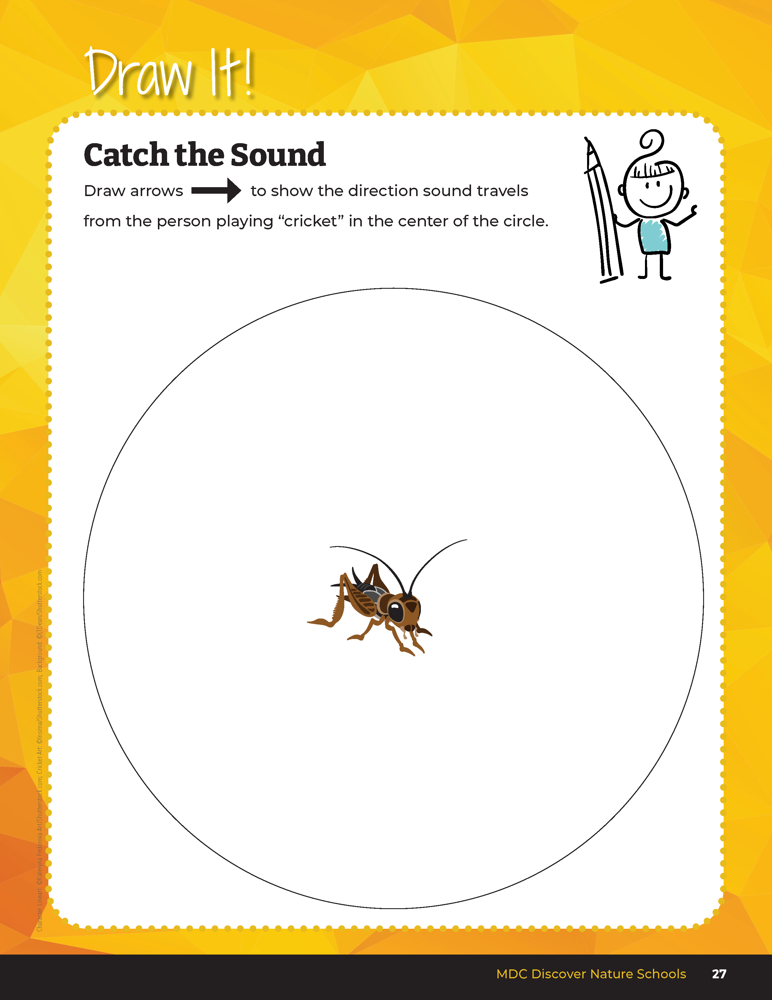 Draw It!
Catch the Sound
Draw arrows to show the direction sound travels
from the person playing “cricket” in the center of the circle.
Character Lineart: ©Kateryna Fedorova Art/Shutterstock.com; Cricket Art: ©Insima/Shutterstock.com; Background: ©LTDean/Shutterstock.com
MDC Discover Nature Schools 27